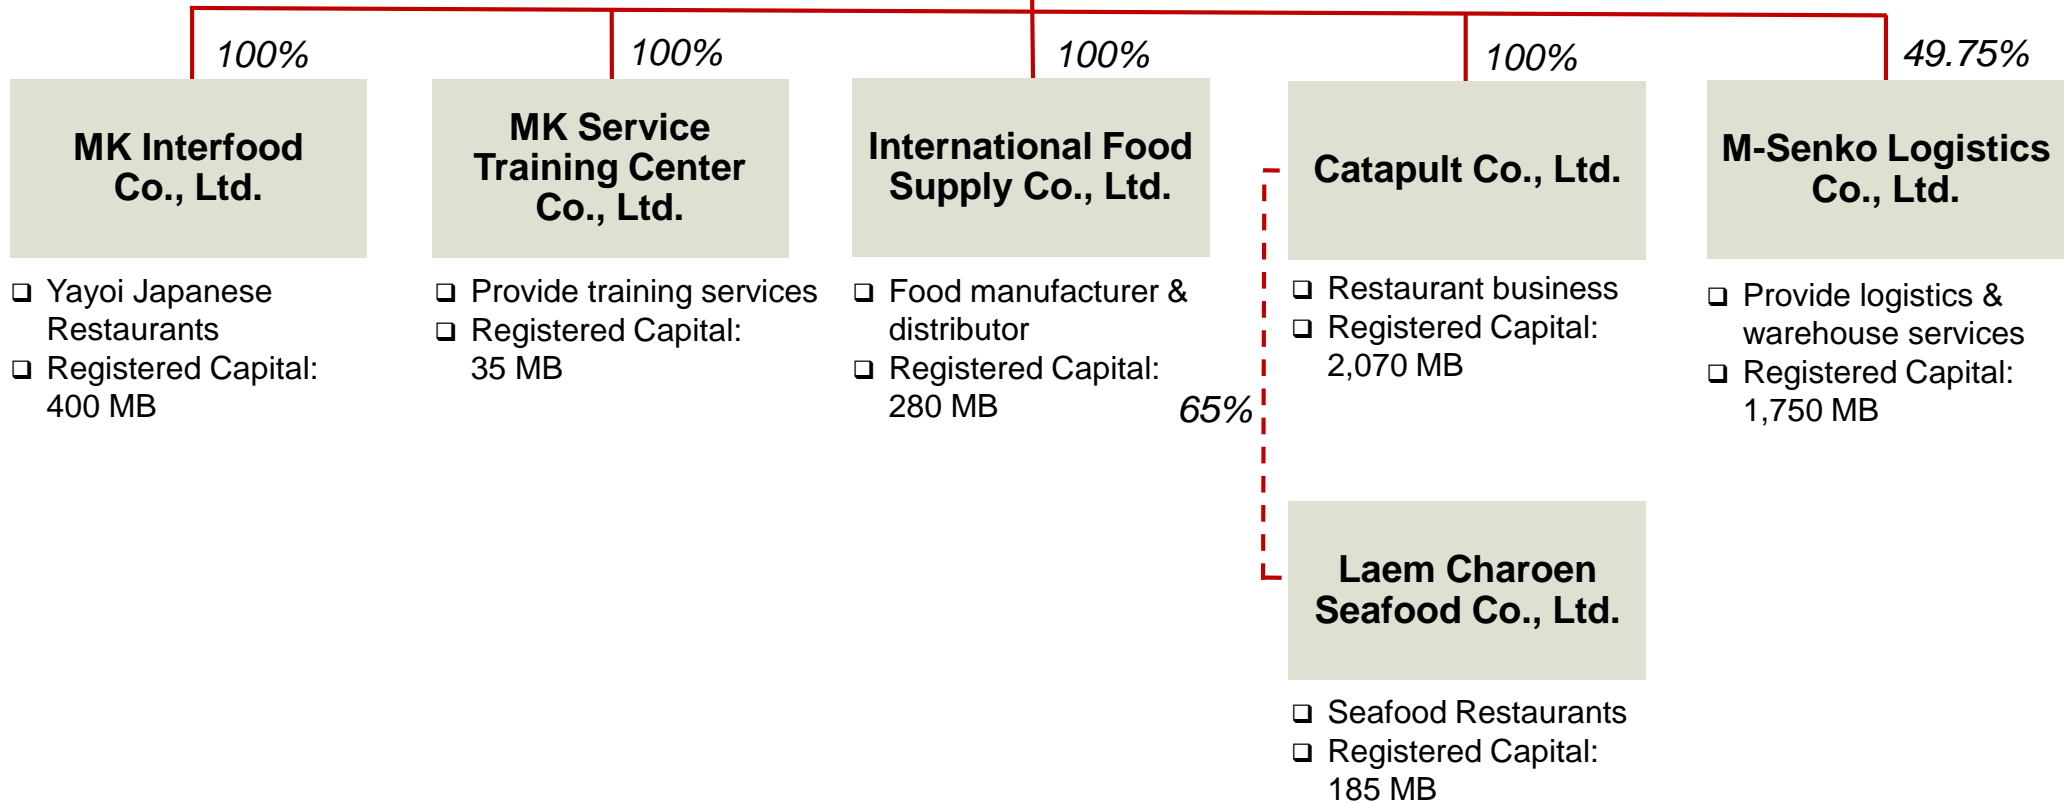 100%
100%
100%
100%
49.75%
MK Interfood
Co., Ltd.
❑ Yayoi Japanese
Restaurants
❑ Registered Capital:
400 MB
MK Service
Training Center
Co., Ltd.
❑ Provide training services
❑ Registered Capital:
35 MB
International Food
Supply Co., Ltd.
❑ Food manufacturer &
distributor
❑ Registered Capital:
280 MB
65%
Catapult Co., Ltd.
❑ Restaurant business
❑ Registered Capital:
2,070 MB
M-Senko Logistics
Co., Ltd.
❑ Provide logistics &
warehouse services
❑ Registered Capital:
1,750 MB
Laem Charoen
Seafood Co., Ltd.
❑ Seafood Restaurants
❑ Registered Capital:
185 MB